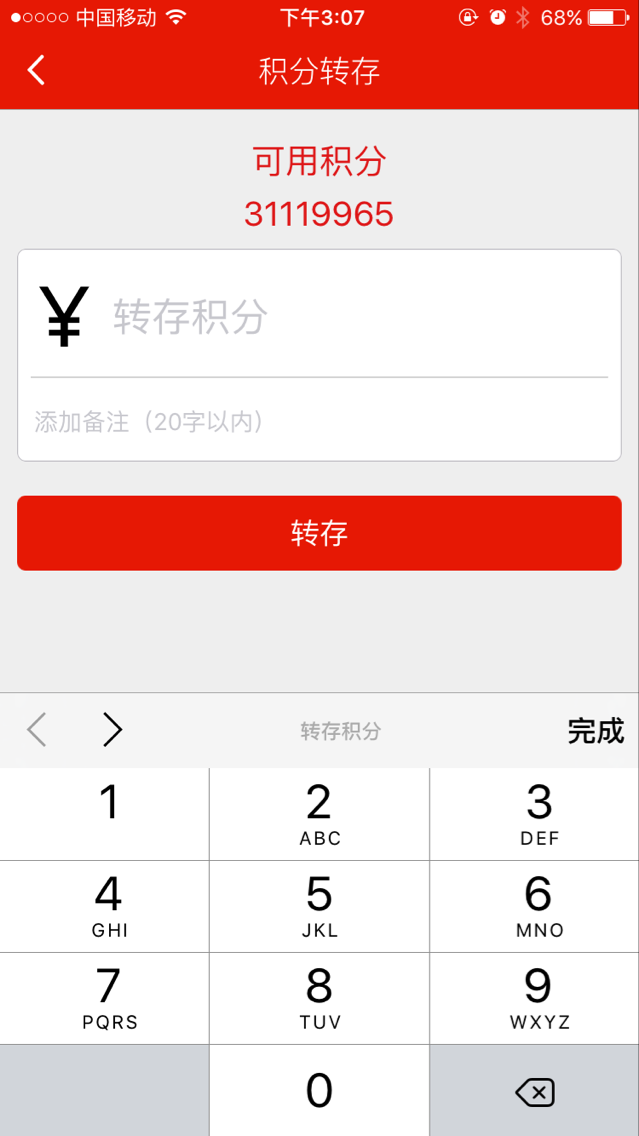 中国移动 下午3:07 68%
积分转存
可用积分
31119965
¥ 转存积分
添加备注（20字以内）
转存
转存积分 完成
1 2 3
ABC DEF
4 5 6
GHI JKL MNO
7 8 9
PQRS TUV WXYZ
0